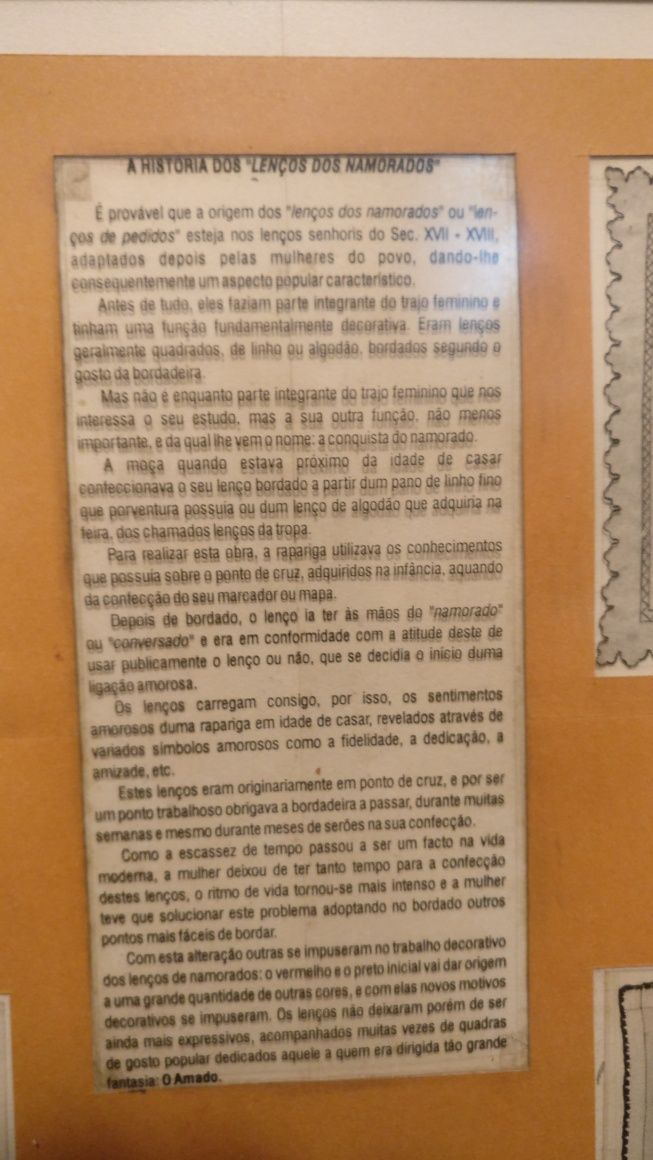 A HISTÓRIA DOS "LENÇOS DOS NAMORADOS"
É provável que a origem dos "lenços dos namorados" ou "len-
ços de pedidos" esteja nos lenços senhoris do Sec. XVII - XVIII,
adaptados depois pelas mulheres do povo, dando-lhe
consequentemente um aspecto popular característico.
Antes de tudo, eles faziam parte integrante do trajo feminino e
tinham uma função fundamentalmente decorativa. Eram lenços
geralmente quadrados, de linho ou algodão, bordados segundo o
gosto da bordadeira.
Mas não é enquanto parte integrante do trajo feminino que nos
interessa o seu estudo, mas a sua outra função, não menos
importante, e da qual lhe vem o nome: a conquista do namorado.
A moça quando estava próximo da idade de casar
confeccionava o seu lenço bordado a partir dum pano de linho fino
que porventura possuía ou dum lenço de algodão que adquiria na
feira, dos chamados lenços da tropa.
Para realizar esta obra, a rapariga utilizava os conhecimentos
que possuía sobre o ponto de cruz, adquiridos na infância, aquando
da confecção do seu marcador ou mapa.
Depois de bordado, o lenço ia ter às mãos do "namorado"
ou "conversado" e era em conformidade com a atitude deste de
usar publicamente o lenço ou não, que se decidia o início duma
ligação amorosa.
Os lenços carregam consigo, por isso, os sentimentos
amorosos duma rapariga em idade de casar, revelados através de
variados símbolos amorosos como a fidelidade, a dedicação, a
amizade, etc.
Estes lenços eram originariamente em ponto de cruz, e por ser
um ponto trabalhoso obrigava a bordadeira a passar, durante muitas
semanas e mesmo durante meses de serões na sua confecção.
Como a escassez de tempo passou a ser um facto na vida
moderna, a mulher deixou de ter tanto tempo para a confecção
destes lenços, o ritmo de vida tornou-se mais intenso e a mulher
teve que solucionar este problema adoptando no bordado outros
pontos mais fáceis de bordar.
Com esta alteração outras se impuseram no trabalho decorativo
dos lenços de namorados: o vermelho e o preto inicial vai dar origem
a uma grande quantidade de outras cores, e com elas novos motivos
decorativos se impuseram. Os lenços não deixaram porém de ser
ainda mais expressivos, acompanhados muitas vezes de quadras
de gosto popular dedicados aquele a quem era dirigida tão grande
fantasia: O Amado.